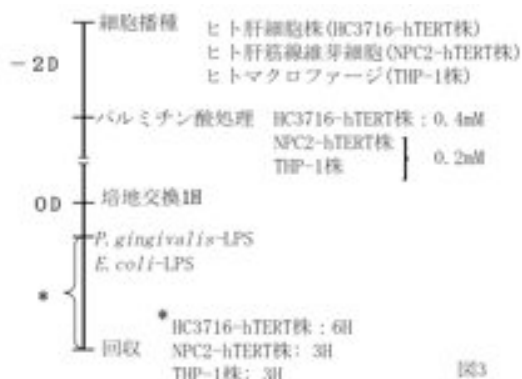 細胞播種
ヒト肝細胞株(HC3716-hTERT株)
ヒト肝筋線維芽細胞(NPC2-hTERT株)
ヒトマクロファージ(THP-1株)
－2D
パルミチン酸処理 HC3716-hTERT株：0.4mM
NPC2-hTERT株
THP-1株
0.2mM
0D
培地交換1H
P.gingivalis-LPS
E.coli-LPS
*
*
HC3716-hTERT株：6H
回収 NPC2-hTERT株: 3H
THP-1株: 3H
図3